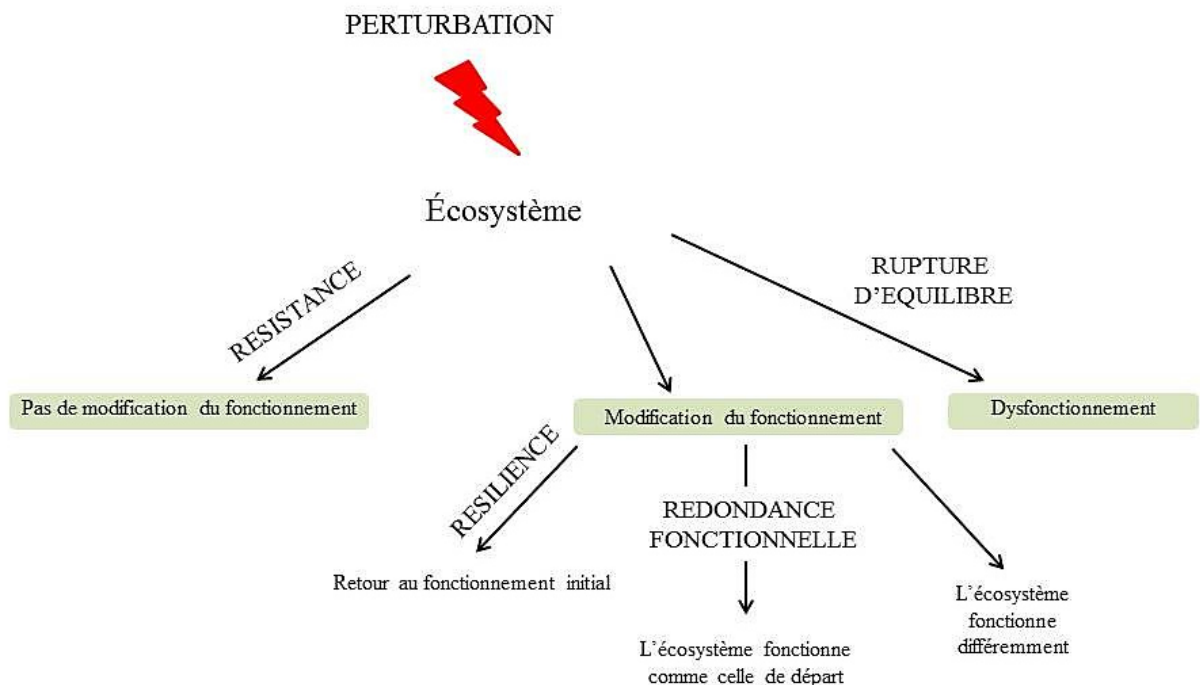 PERTURBATION
Écosystème
RESISTANCE
RUPTURE
D’EQUILIBRE
Pas de modification du fonctionnement
Modification du fonctionnement
Dysfonctionnement
RESILIENCE
REDONDANCE
FONCTIONNELLE
Retour au fonctionnement initial
L’écosystème fonctionne
comme celle de départ
L’écosystème
fonctionne
différemment